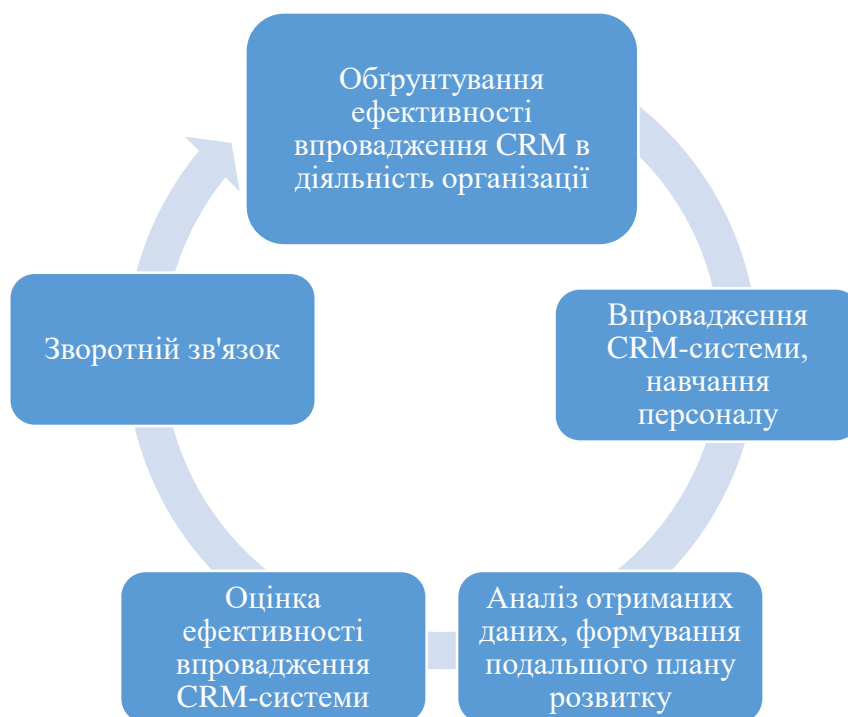 Обґрунтування
ефективності
впровадження CRM в
діяльність організації
Впровадження
CRM-системи,
навчання
персоналу
Аналіз отриманих
даних, формування
подальшого плану
розвитку
Оцінка
ефективності
впровадження
CRM-системи
Зворотній зв'язок